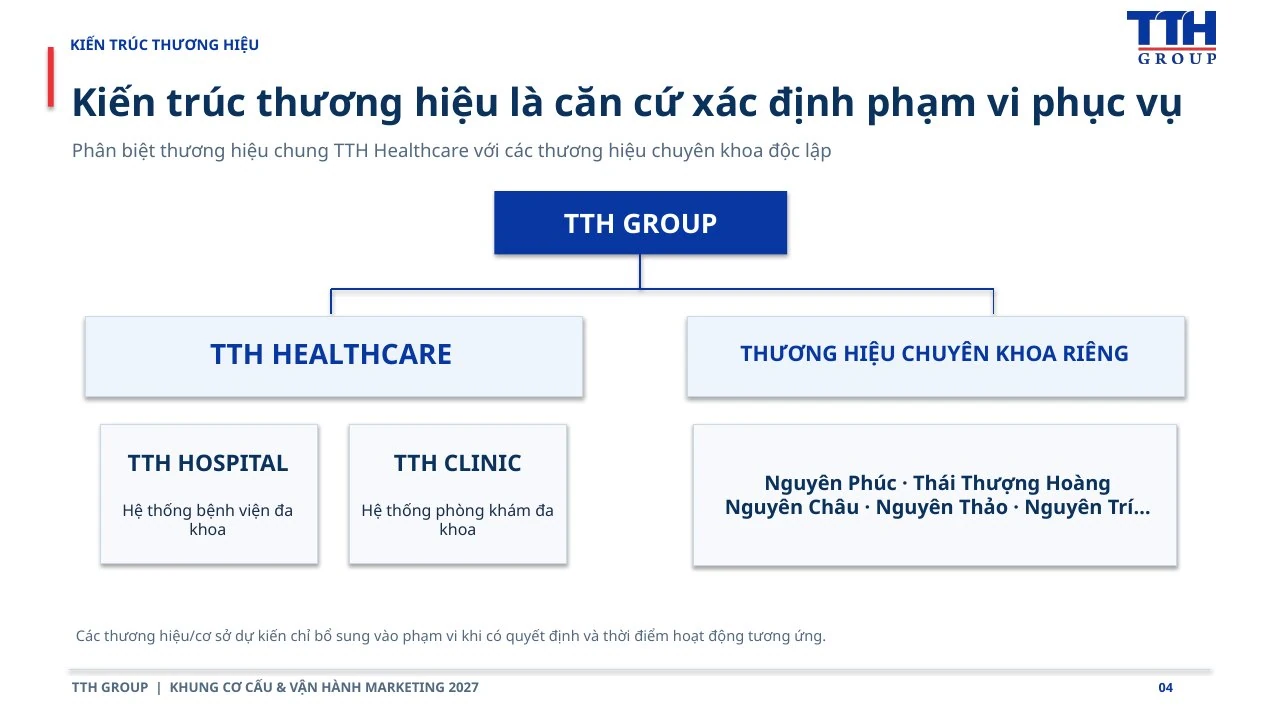 KIẾN TRÚC THƯƠNG HIỆU
TTH
GROUP
Kiến trúc thương hiệu là căn cứ xác định phạm vi phục vụ
Phân biệt thương hiệu chung TTH Healthcare với các thương hiệu chuyên khoa độc lập
TTH GROUP
TTH HEALTHCARE
THƯƠNG HIỆU CHUYÊN KHOA RIÊNG
TTH HOSPITAL
Hệ thống bệnh viện đa
khoa
TTH CLINIC
Hệ thống phòng khám đa
khoa
Nguyên Phúc · Thái Thượng Hoàng
Nguyên Châu · Nguyên Thảo · Nguyên Trí...
Các thương hiệu/cơ sở dự kiến chỉ bổ sung vào phạm vi khi có quyết định và thời điểm hoạt động tương ứng.
TTH GROUP | KHUNG CƠ CẤU & VẬN HÀNH MARKETING 2027
04